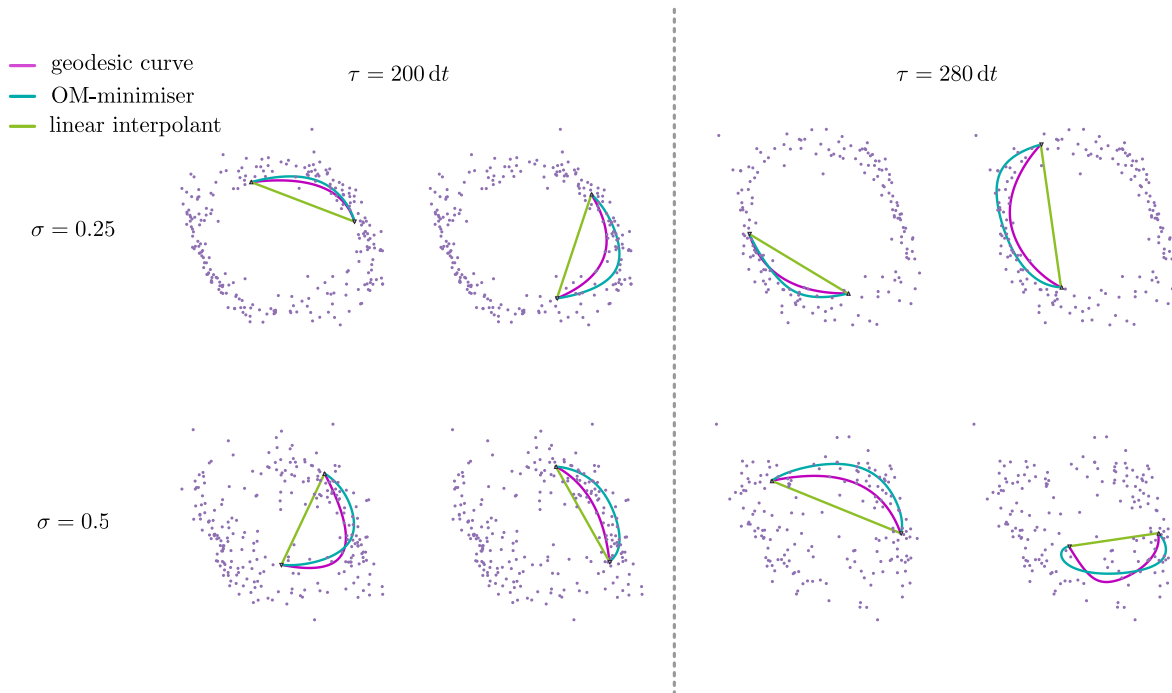 geodesic curve
OM-minimiser
linear interpolant
τ = 200 dt
τ = 280 dt
σ = 0.25
σ = 0.5